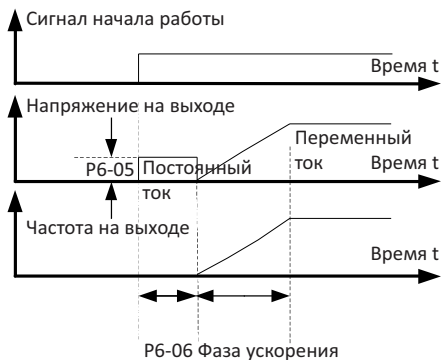 Сигнал начала работы
Время t
Напряжение на выходе
Переменный
ток
Время t
P6-05
Постоянный
ток
Частота на выходе
Время t
P6-06 Фаза ускорения